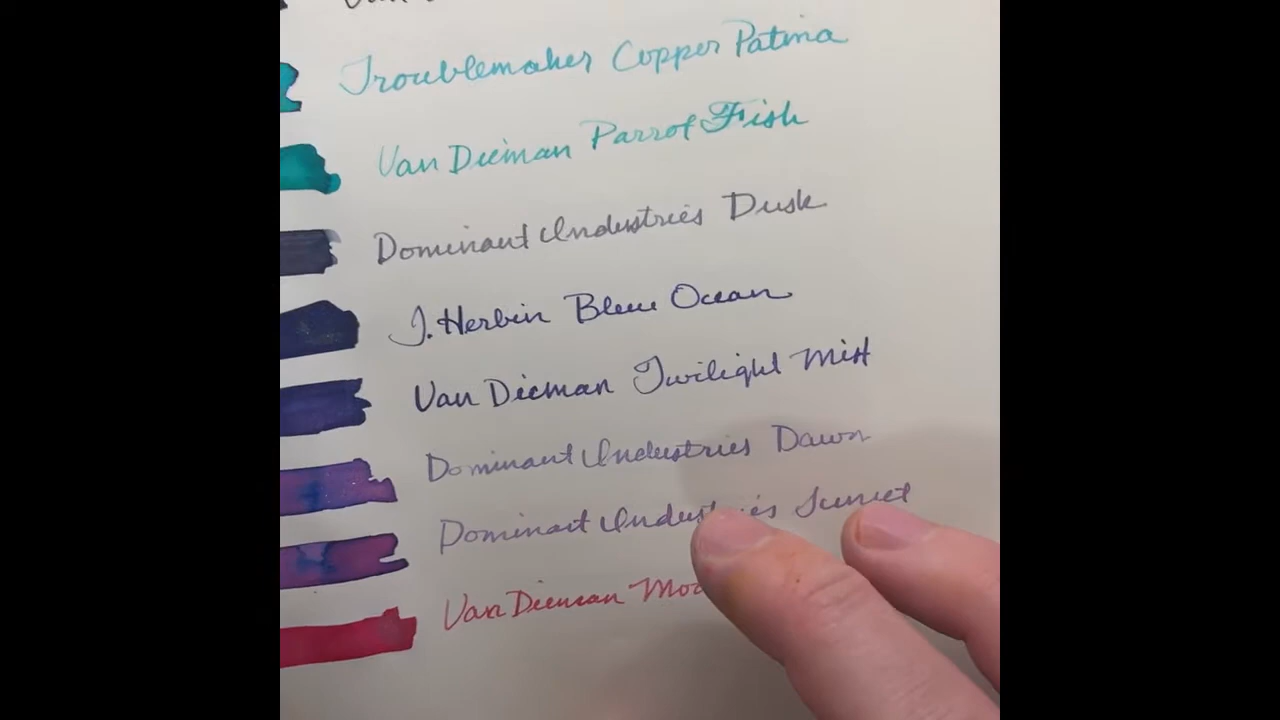 Troublemaker Copper Patina
Van Dieman Parrot Fish
Dominant Industries Dusk
J. Herbin Bleue Ocean
Van Dieman Twilight Mist
Dominant Industries Dawn
Dominant Industries Sunset
Van Dieman